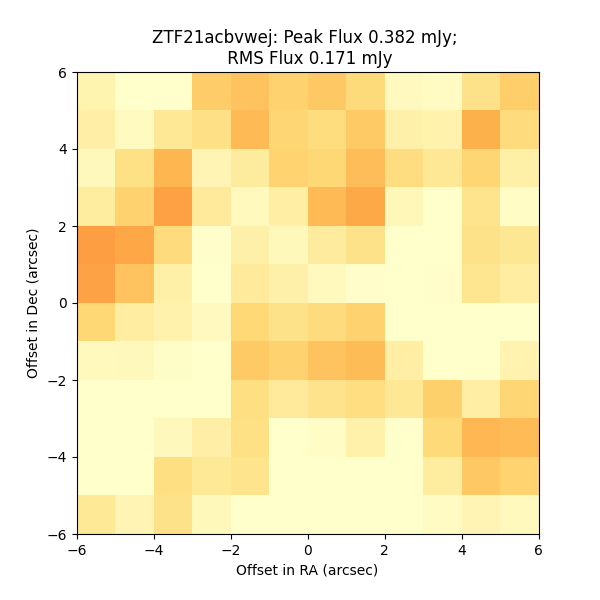 ZTF21acbvwej: Peak Flux 0.382 mJy;
RMS Flux 0.171 mJy
6
4
2
0
−2
−4
−6
Offset in Dec (arcsec)
−6 −4 −2 0 2 4 6
Offset in RA (arcsec)